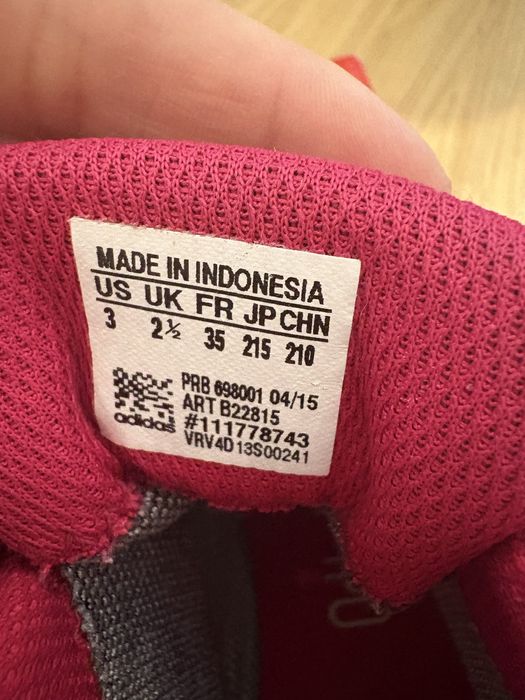 MADE IN INDONESIA
US UK FR JP CHN
3 2½ 35 215 210
PRB 698001 04/15
ART B22815
#111778743
VRV4D13S00241
adidas